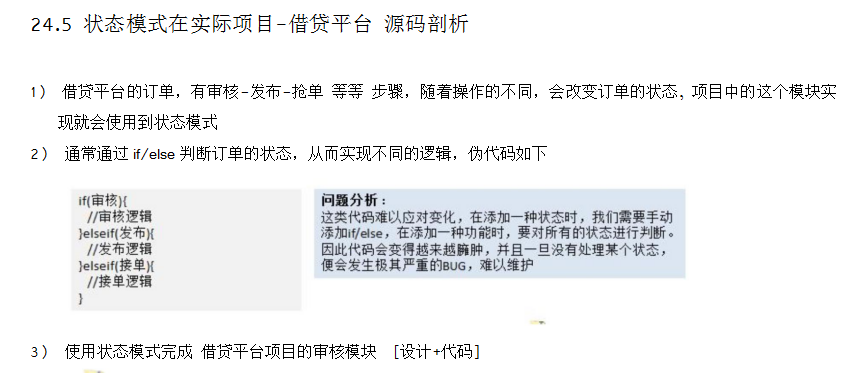 24.5 状态模式在实际项目-借贷平台 源码剖析
1） 借贷平台的订单，有审核-发布-抢单 等等 步骤，随着操作的不同，会改变订单的状态, 项目中的这个模块实
现就会使用到状态模式
2） 通常通过 if/else 判断订单的状态，从而实现不同的逻辑，伪代码如下
if(审核){
//审核逻辑
}elseif(发布){
//发布逻辑
}elseif(接单){
//接单逻辑
}
问题分析：
这类代码难以应对变化，在添加一种状态时，我们需要手动
添加if/else，在添加一种功能时，要对所有的状态进行判断。
因此代码会变得越来越臃肿，并且一旦没有处理某个状态，
便会发生极其严重的BUG，难以维护
3） 使用状态模式完成 借贷平台项目的审核模块 [设计+代码]